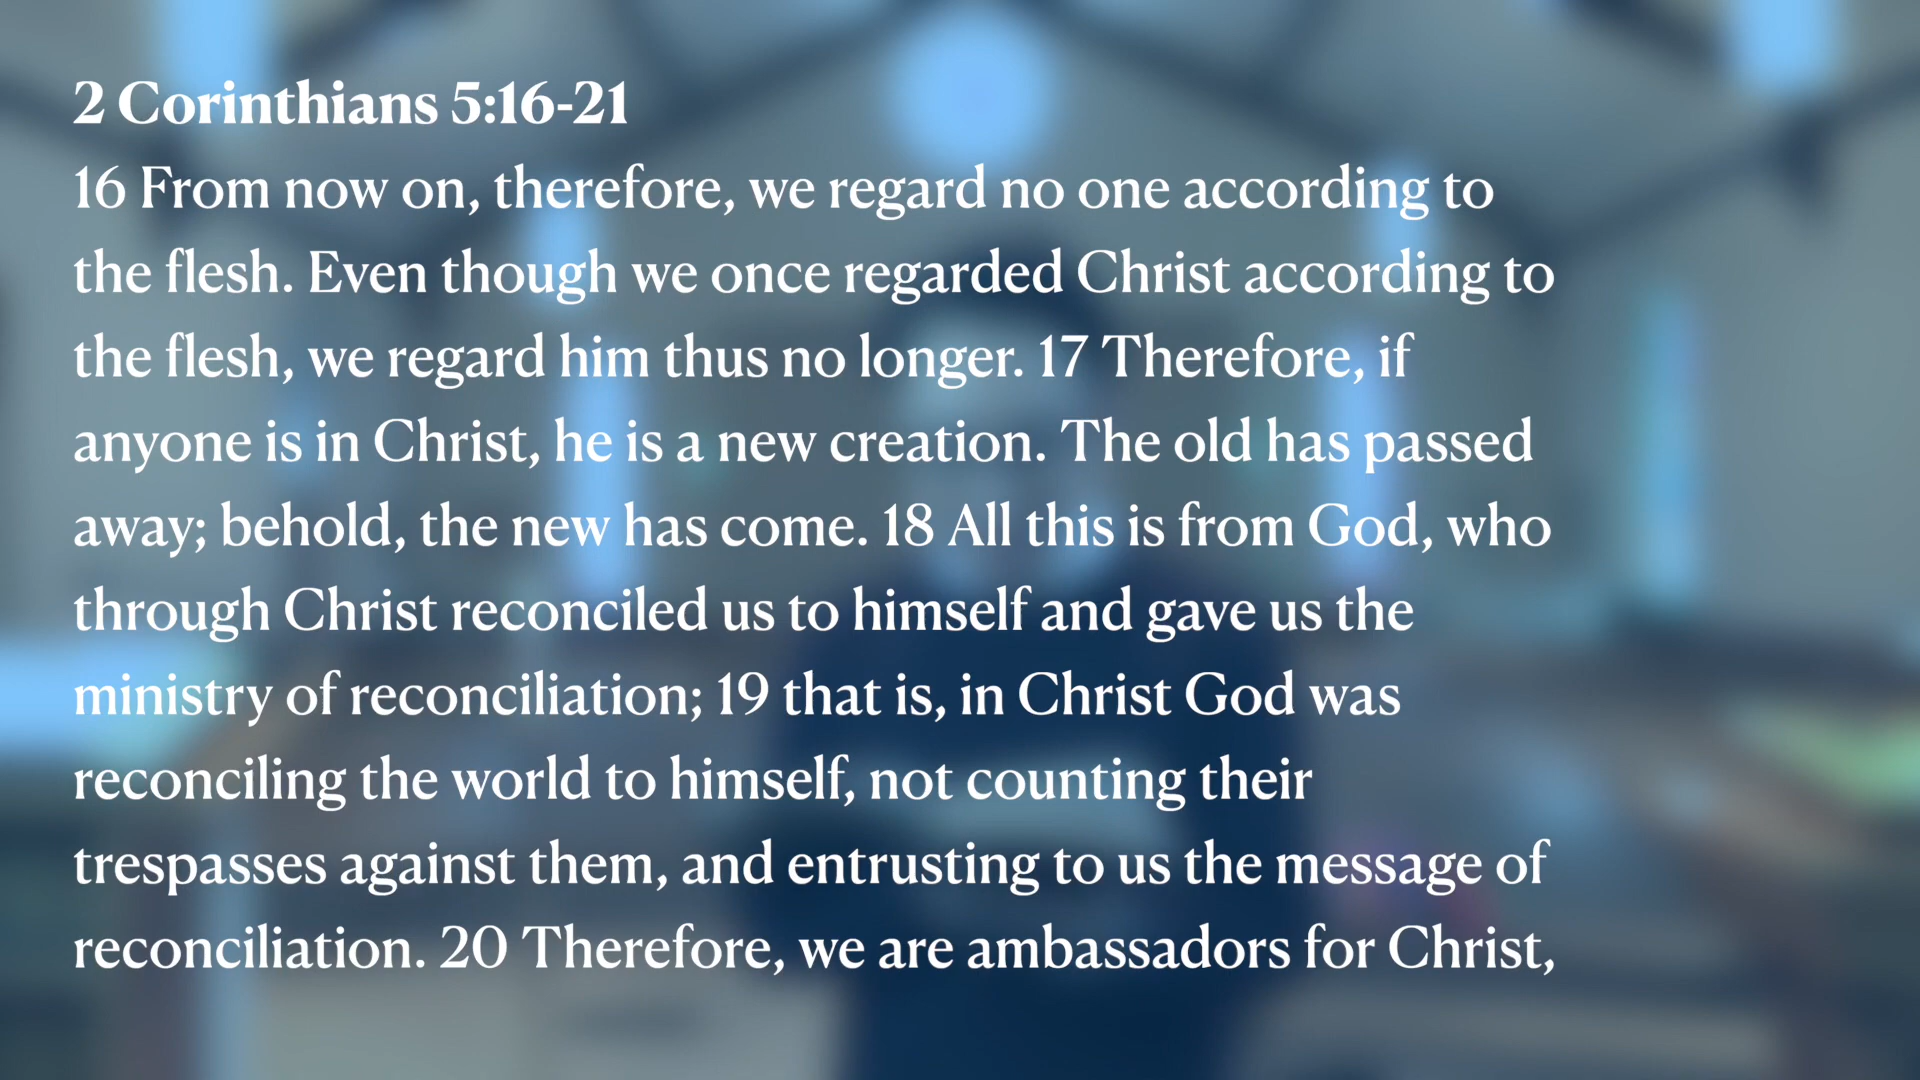 2 Corinthians 5:16-21
16 From now on, therefore, we regard no one according to
the flesh. Even though we once regarded Christ according to
the flesh, we regard him thus no longer. 17 Therefore, if
anyone is in Christ, he is a new creation. The old has passed
away; behold, the new has come. 18 All this is from God, who
through Christ reconciled us to himself and gave us the
ministry of reconciliation; 19 that is, in Christ God was
reconciling the world to himself, not counting their
trespasses against them, and entrusting to us the message of
reconciliation. 20 Therefore, we are ambassadors for Christ,